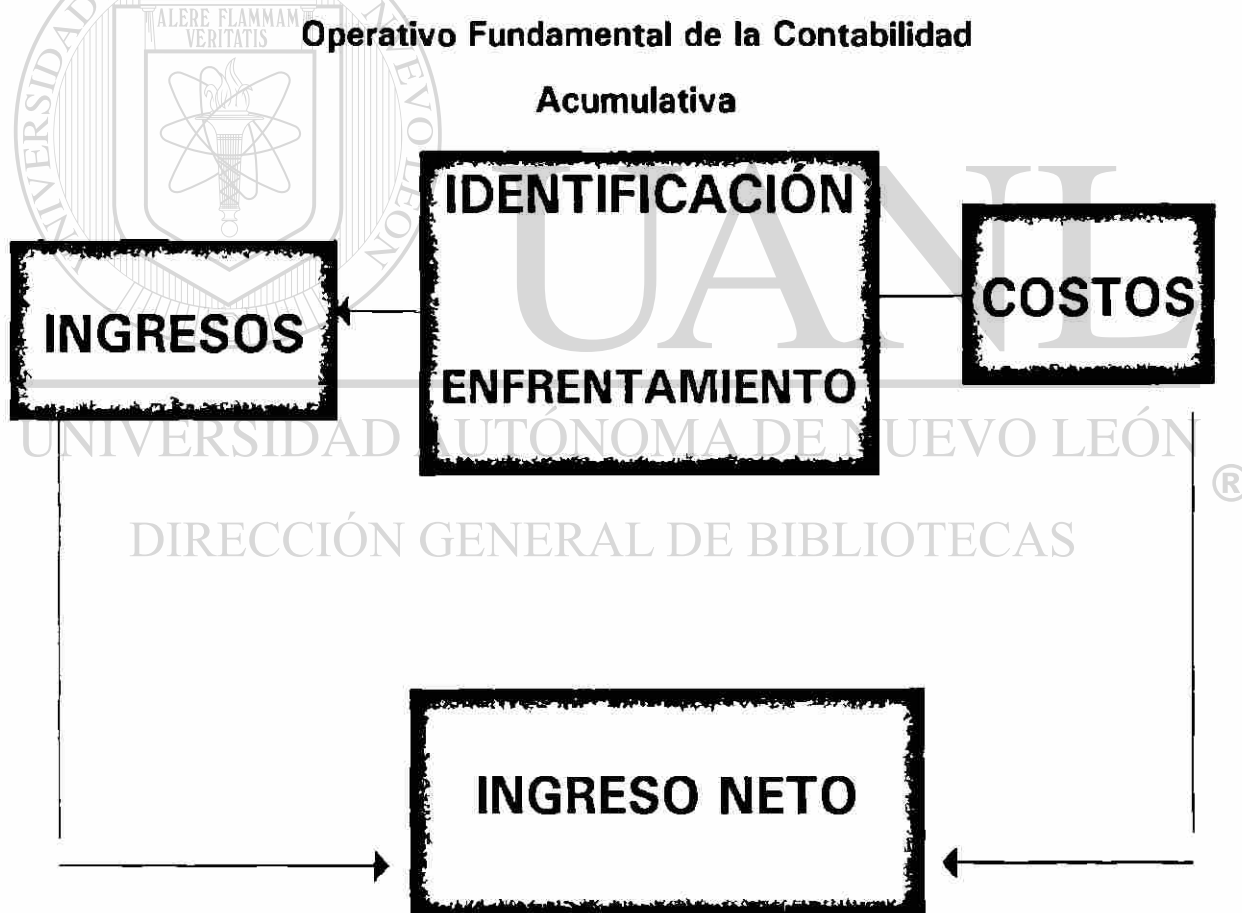 ALERE FLAMMAM
VERITATIS
Operativo Fundamental de la Contabilidad
Acumulativa
IDENTIFICACIÓN
UANL
COSTOS
INGRESOS
ENFRENTAMIENTO
UNIVERSIDAD AUTÓNOMA DE NUEVO LEÓN
®
DIRECCIÓN GENERAL DE BIBLIOTECAS
INGRESO NETO